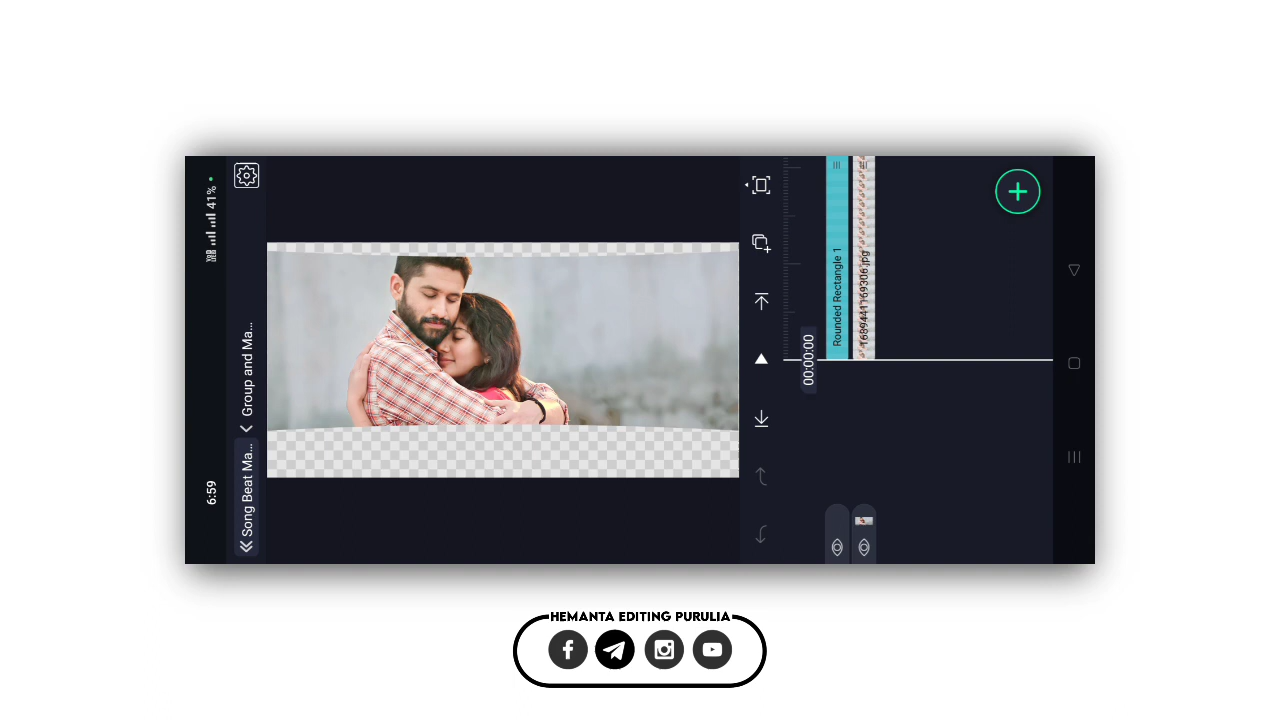 6:59
41%
Song Beat Ma...
Group and Ma...
00:00:00
Rounded Rectangle 1
1689441169306.jpg
HEMANTA EDITING PURULIA